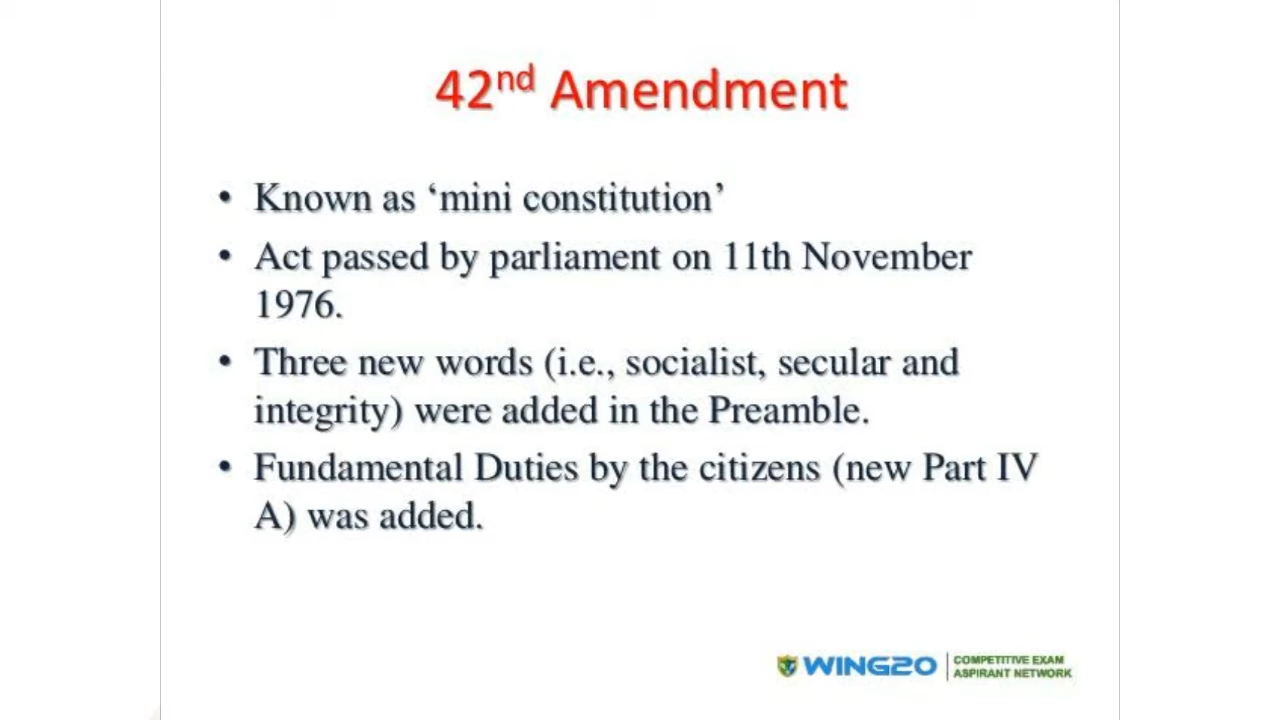 42nd Amendment
• Known as ‘mini constitution’
• Act passed by parliament on 11th November
1976.
• Three new words (i.e., socialist, secular and
integrity) were added in the Preamble.
• Fundamental Duties by the citizens (new Part IV
A) was added.
WING20
COMPETITIVE EXAM
ASPIRANT NETWORK